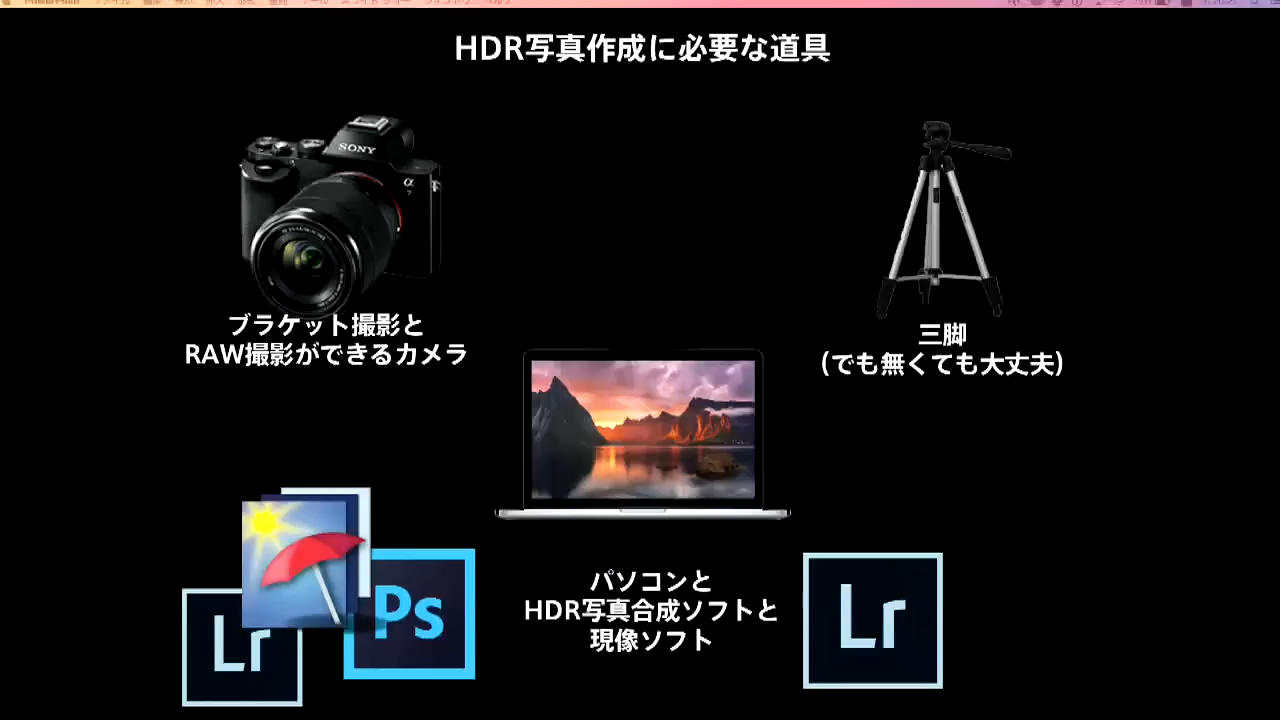 HDR写真作成に必要な道具
SONY
α
7
ブラケット撮影と
RAW撮影ができるカメラ
三脚
(でも無くても大丈夫)
パソコンと
HDR写真合成ソフトと
現像ソフト
Lr
Ps
Lr